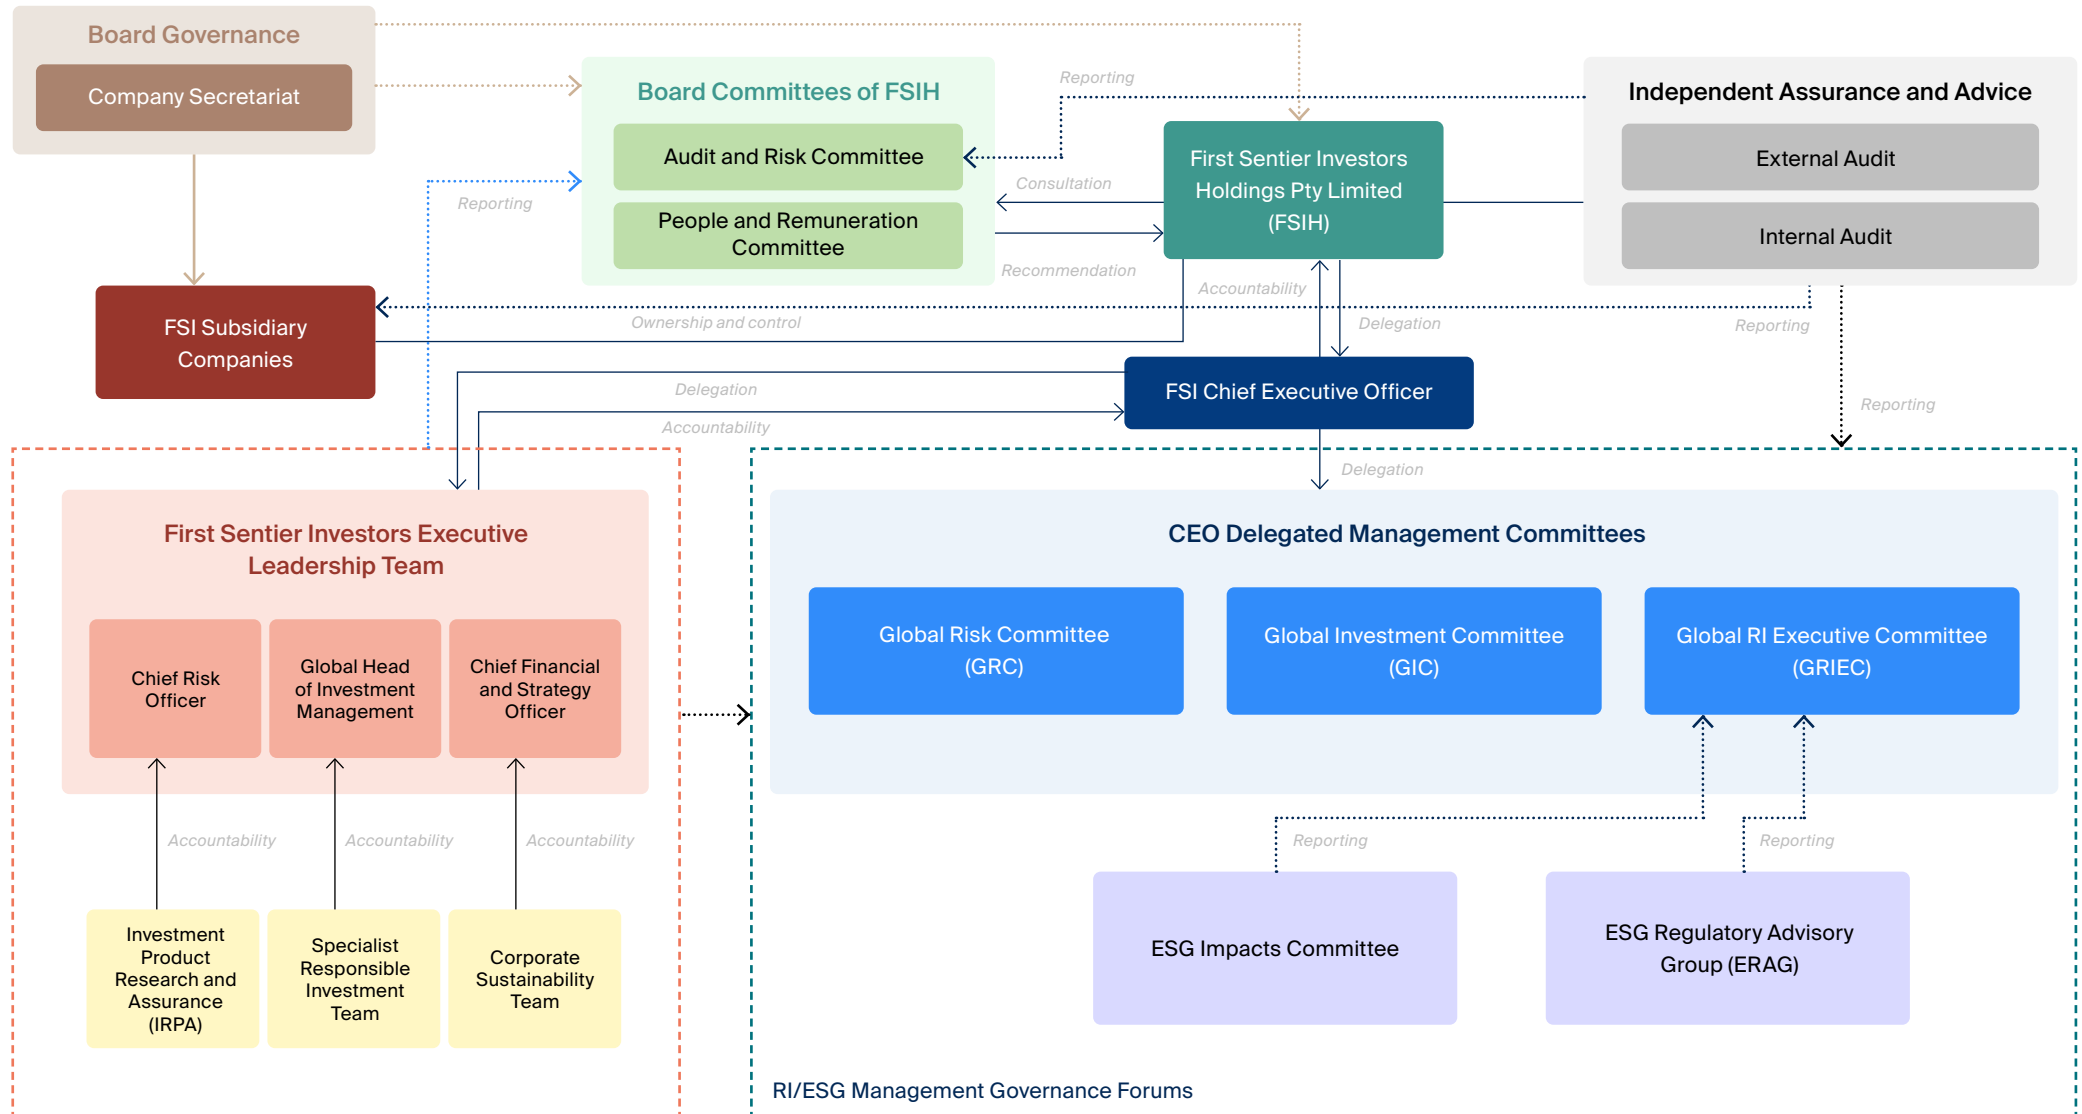 Board Governance
Company Secretariat
Board Committees of FSIH
Audit and Risk Committee
People and Remuneration
Committee
Reporting
Consultation
Recommendation
Reporting
First Sentier Investors
Holdings Pty Limited
(FSIH)
Independent Assurance and Advice
External Audit
Internal Audit
FSI Subsidiary
Companies
Ownership and control
Accountability
Delegation
Reporting
Reporting
FSI Chief Executive Officer
Delegation
Accountability
Delegation
First Sentier Investors Executive
Leadership Team
Chief Risk
Officer
Global Head
of Investment
Management
Chief Financial
and Strategy
Officer
Accountability
Accountability
Accountability
Investment
Product
Research and
Assurance
(IRPA)
Specialist
Responsible
Investment
Team
Corporate
Sustainability
Team
CEO Delegated Management Committees
Global Risk Committee
(GRC)
Global Investment Committee
(GIC)
Global RI Executive Committee
(GRIEC)
Reporting
Reporting
ESG Impacts Committee
ESG Regulatory Advisory
Group (ERAG)
RI/ESG Management Governance Forums